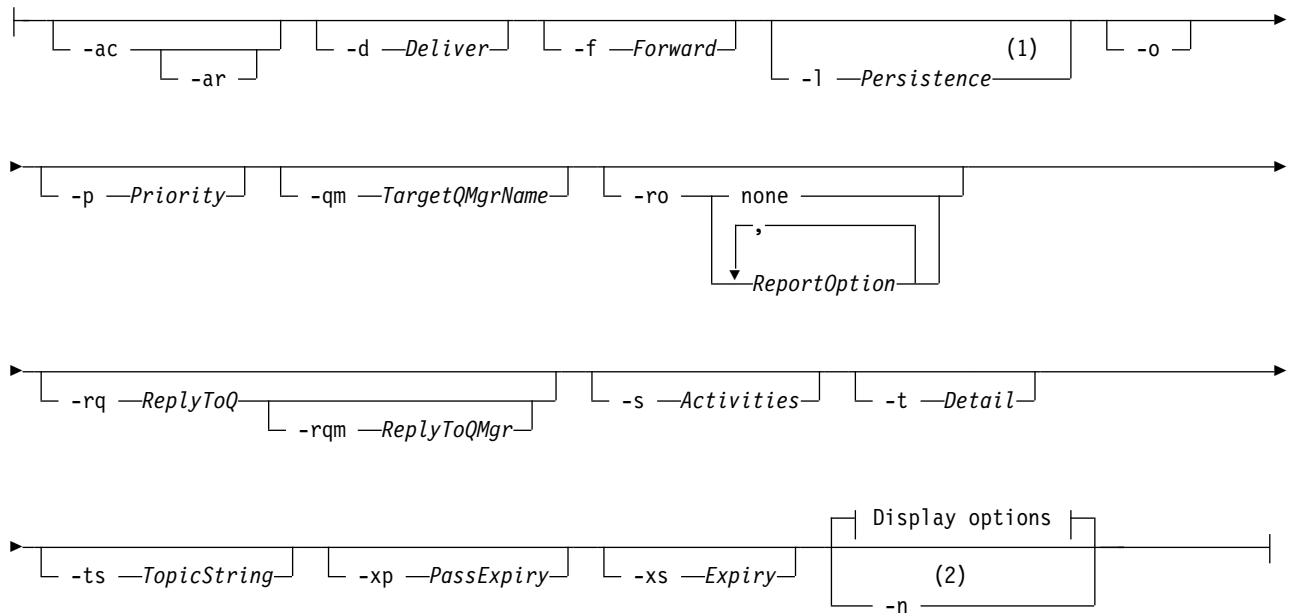 -ac -d Deliver -f Forward (1) -o
-ar -l Persistence
-p Priority -qm TargetQMgrName -ro none
,
ReportOption
-rq ReplyToQ -s Activities -t Detail
-rqm ReplyToQMgr
Display options
-ts TopicString -xp PassExpiry -xs Expiry (2)
-n